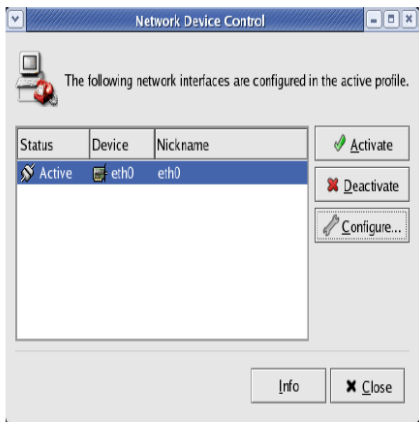 Network Device Control
The following network interfaces are configured in the active profile.
Status Device Nickname
Active eth0 eth0
Activate
Deactivate
Configure...
Info Close